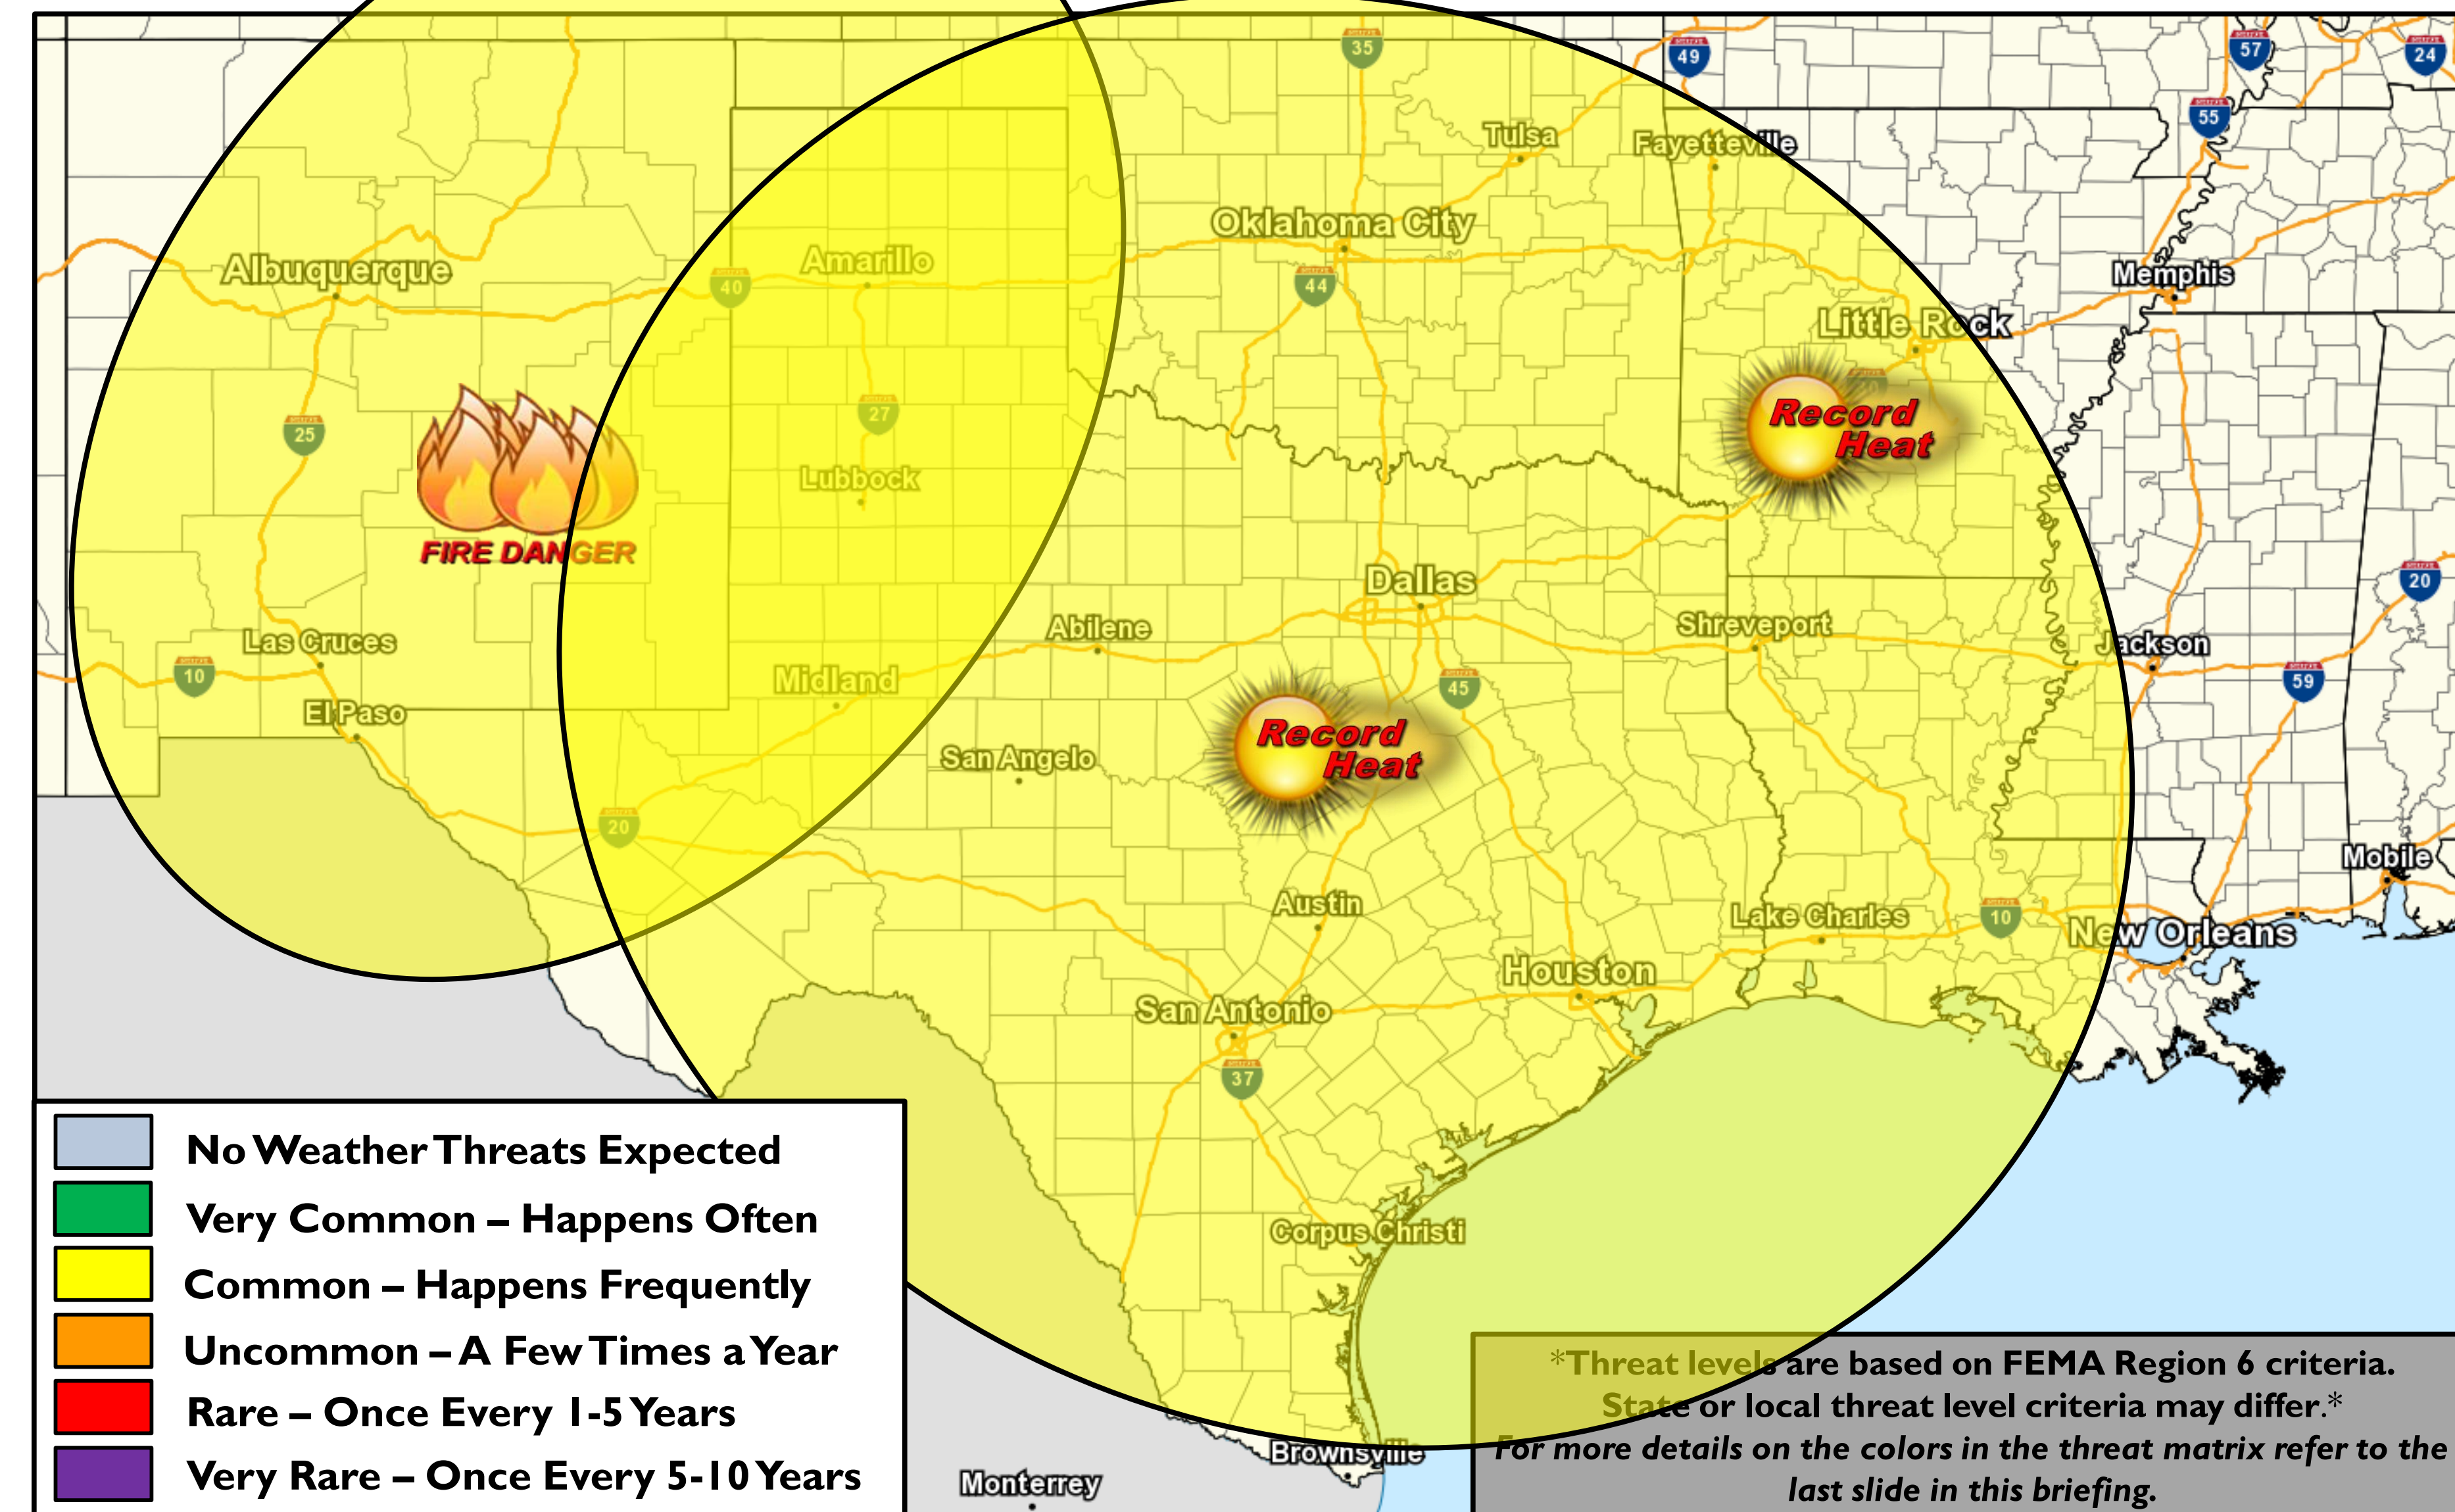 35
49
57
24
55
Tulsa
Fayetteville
Oklahoma City
Albuquerque
Amarillo
40
44
Memphis
Little Rock
Record
Heat
25
27
Lubbock
FIRE DANGER
Dallas
20
Abilene
Shreveport
Las Cruces
Jackson
10
Midland
45
59
El Paso
Record
Heat
San Angelo
20
Mobile
Austin
Lake Charles
10
New Orleans
Houston
San Antonio
37
Corpus Christi
Brownsville
Monterrey
No Weather Threats Expected
Very Common – Happens Often
Common – Happens Frequently
Uncommon – A Few Times a Year
Rare – Once Every 1-5 Years
Very Rare – Once Every 5-10 Years
*Threat levels are based on FEMA Region 6 criteria.
State or local threat level criteria may differ.*
For more details on the colors in the threat matrix refer to the
last slide in this briefing.